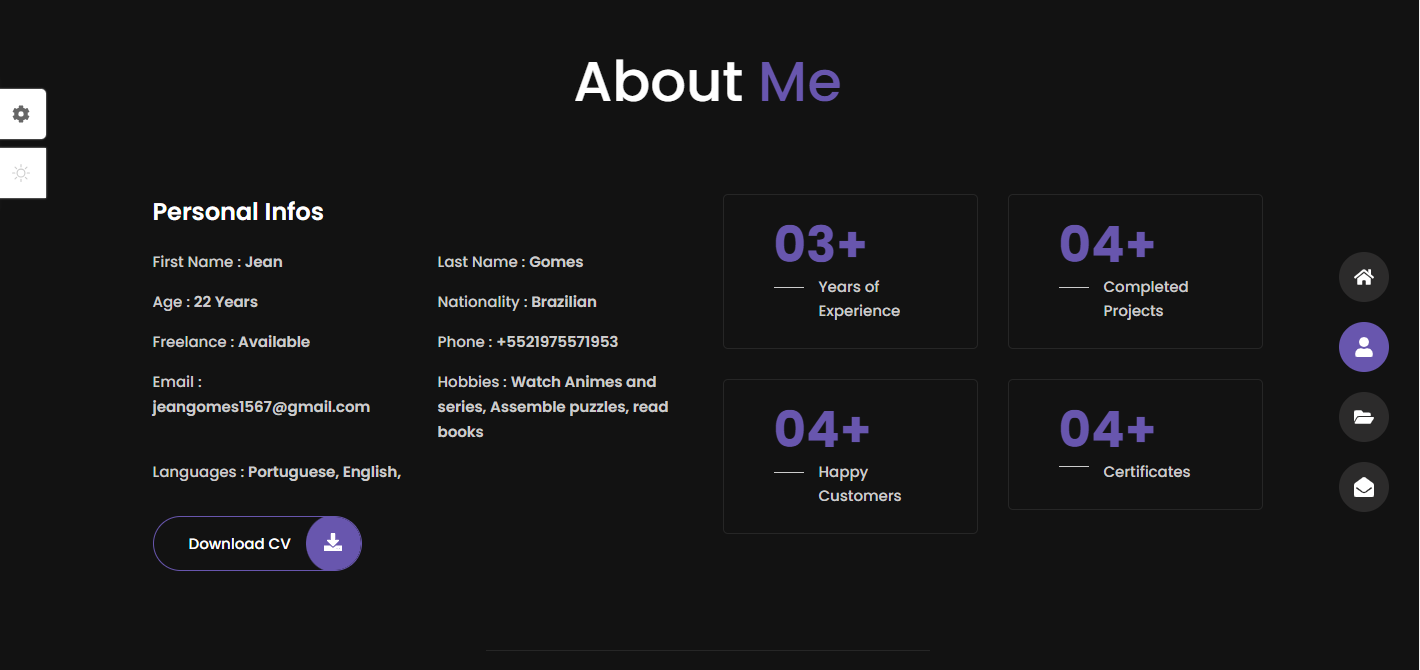 About Me
Personal Infos
First Name : Jean
Last Name : Gomes
Age : 22 Years
Nationality : Brazilian
Freelance : Available
Phone : +5521975571953
Email :
jeangomes1567@gmail.com
Hobbies : Watch Animes and
series, Assemble puzzles, read
books
Languages : Portuguese, English,
Download CV
03+
Years of
Experience
04+
Completed
Projects
04+
Happy
Customers
04+
Certificates